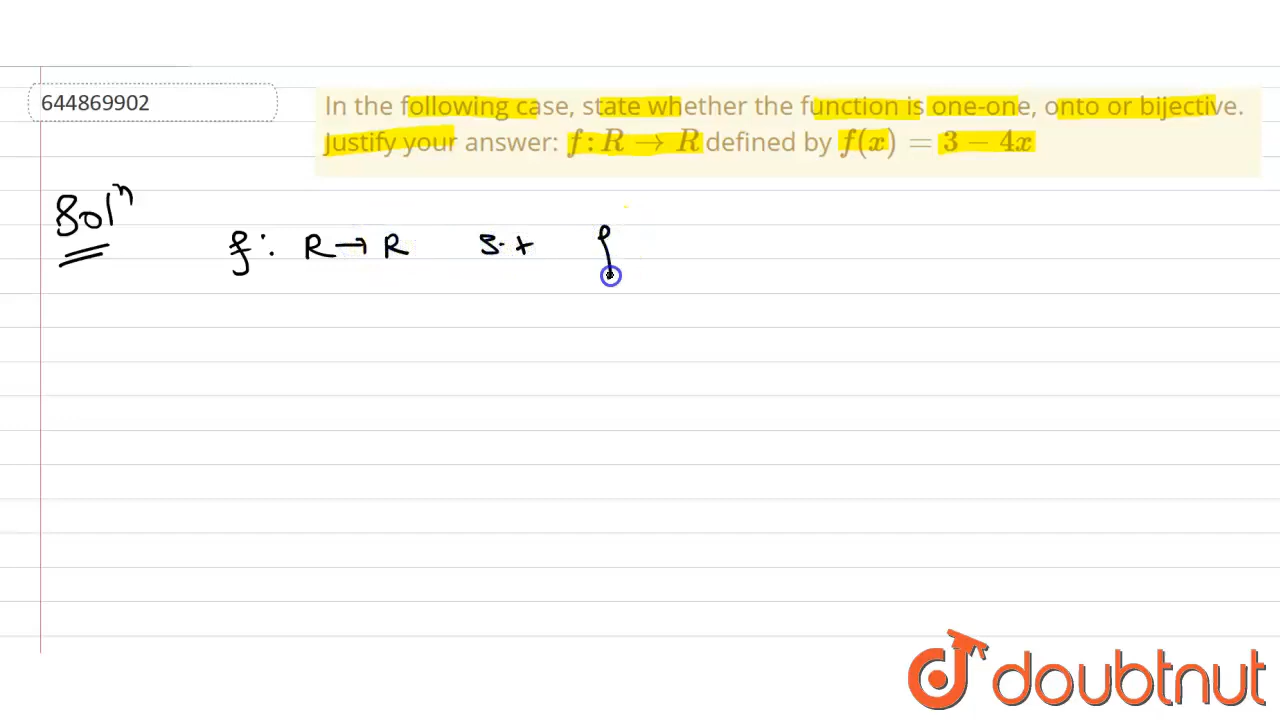 644869902
In the following case, state whether the function is one-one, onto or bijective.
Justify your answer: f : R → R defined by f(x) = 3 − 4x
Solⁿ
f : R → R s.t f
doubtnut